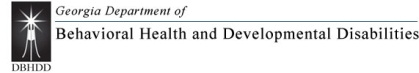 Georgia Department of
Behavioral Health and Developmental Disabilities
DBHDD